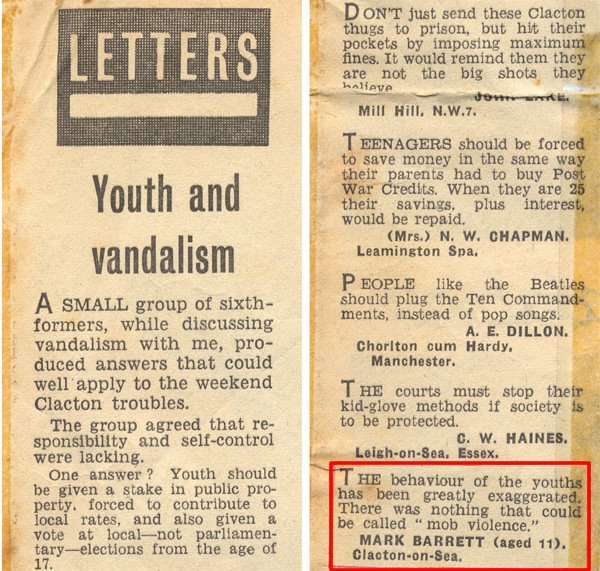 LETTERS
Youth and
vandalism
A SMALL group of sixth-
formers, while discussing
vandalism with me, pro-
duced answers that could
well apply to the weekend
Clacton troubles.
The group agreed that re-
sponsibility and self-control
were lacking.
One answer? Youth should
be given a stake in public pro-
perty, forced to contribute to
local rates, and also given a
vote at local—not parliamen-
tary—elections from the age of
17.
DON'T just send these Clacton
thugs to prison, but hit their
pockets by imposing maximum
fines. It would remind them they
are not the big shots they
believe
JOHN LAKE.
Mill Hill, N.W.7.
TEENAGERS should be forced
to save money in the same way
their parents had to buy Post
War Credits. When they are 25
their savings, plus interest,
would be repaid.
(Mrs.) N. W. CHAPMAN.
Leamington Spa.
PEOPLE like the Beatles
should plug the Ten Command-
ments, instead of pop songs.
A. E. DILLON.
Chorlton cum Hardy,
Manchester.
THE courts must stop their
kid-glove methods if society is
to be protected.
C. W. HAINES.
Leigh-on-Sea, Essex.
THE behaviour of the youths
has been greatly exaggerated.
There was nothing that could
be called "mob violence."
MARK BARRETT (aged 11).
Clacton-on-Sea.